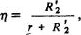 η = R′₂ / (r + R′₂),